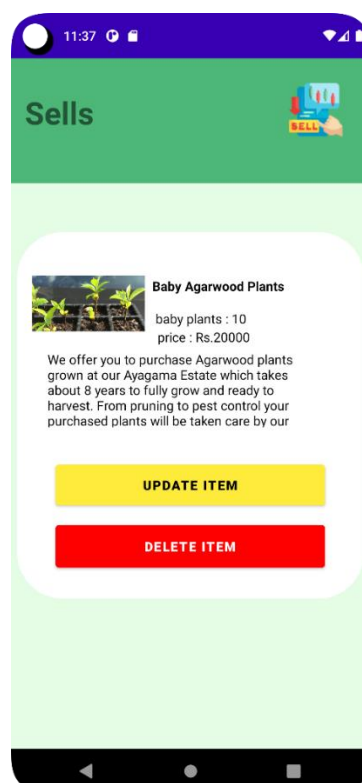 11:37
Sells
SELL
Baby Agarwood Plants
baby plants : 10
price : Rs.20000
We offer you to purchase Agarwood plants
grown at our Ayagama Estate which takes
about 8 years to fully grow and ready to
harvest. From pruning to pest control your
purchased plants will be taken care by our
UPDATE ITEM
DELETE ITEM